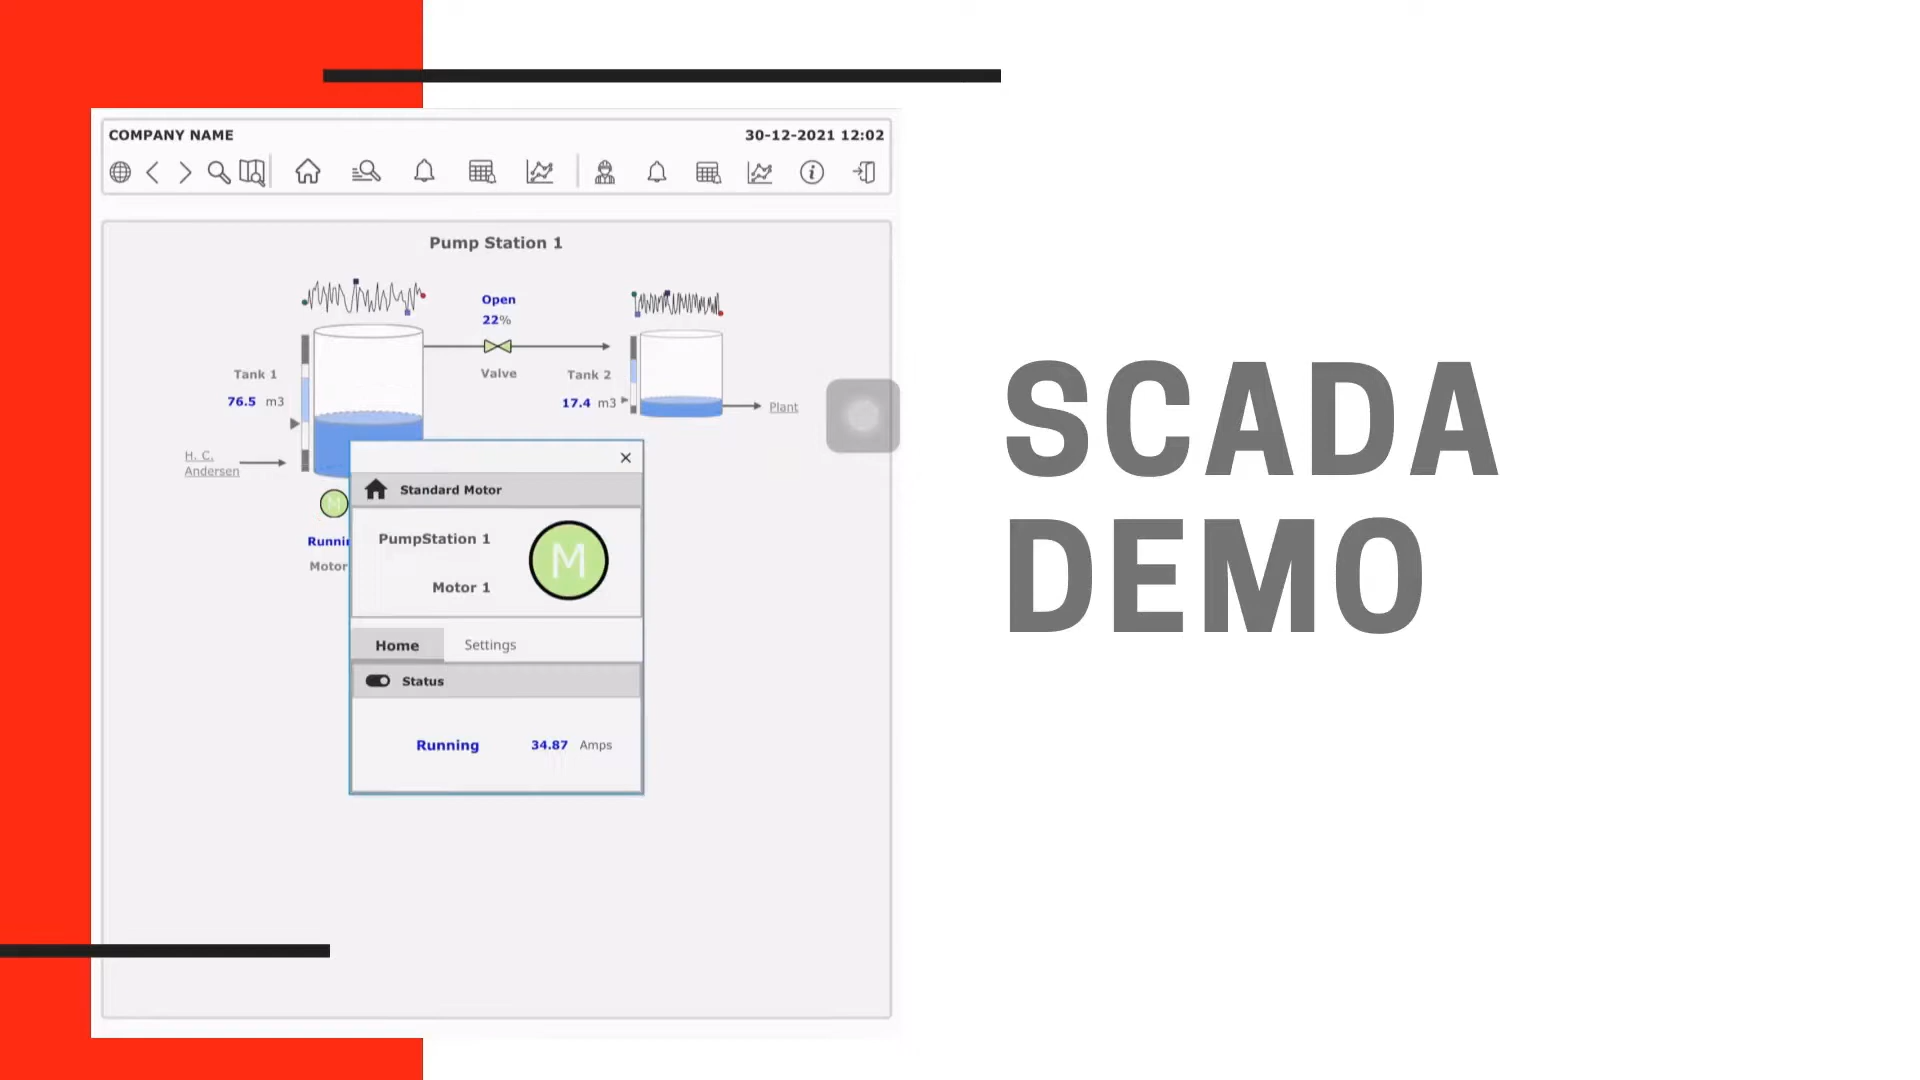 COMPANY NAME
30-12-2021 12:02
Pump Station 1
Open
22%
Valve
Tank 1
76.5 m3
Tank 2
17.4 m3
Plant
H. C.
Andersen
M
Runnin
Motor
Standard Motor
PumpStation 1
Motor 1
M
Home
Settings
Status
Running
34.87 Amps
SCADA
DEMO